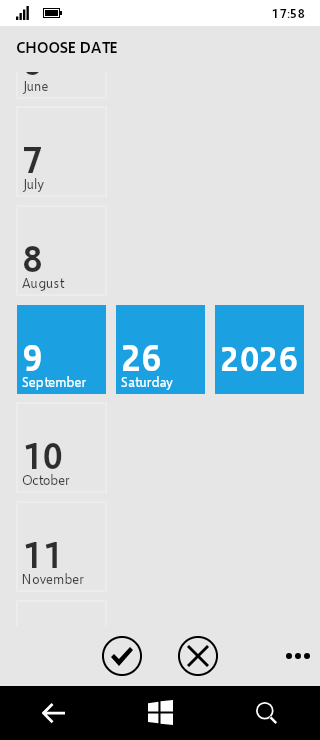 17:58
CHOOSE DATE
June
7
July
8
August
9 26 2026
September Saturday
10
October
11
November